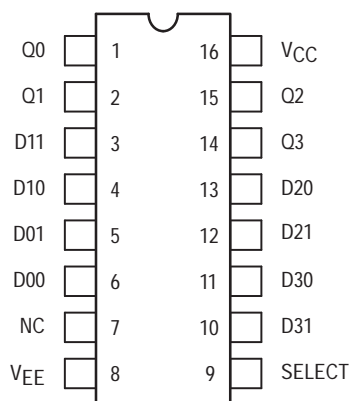 Q0 1 16 VCC
Q1 2 15 Q2
D11 3 14 Q3
D10 4 13 D20
D01 5 12 D21
D00 6 11 D30
NC 7 10 D31
VEE 8 9 SELECT